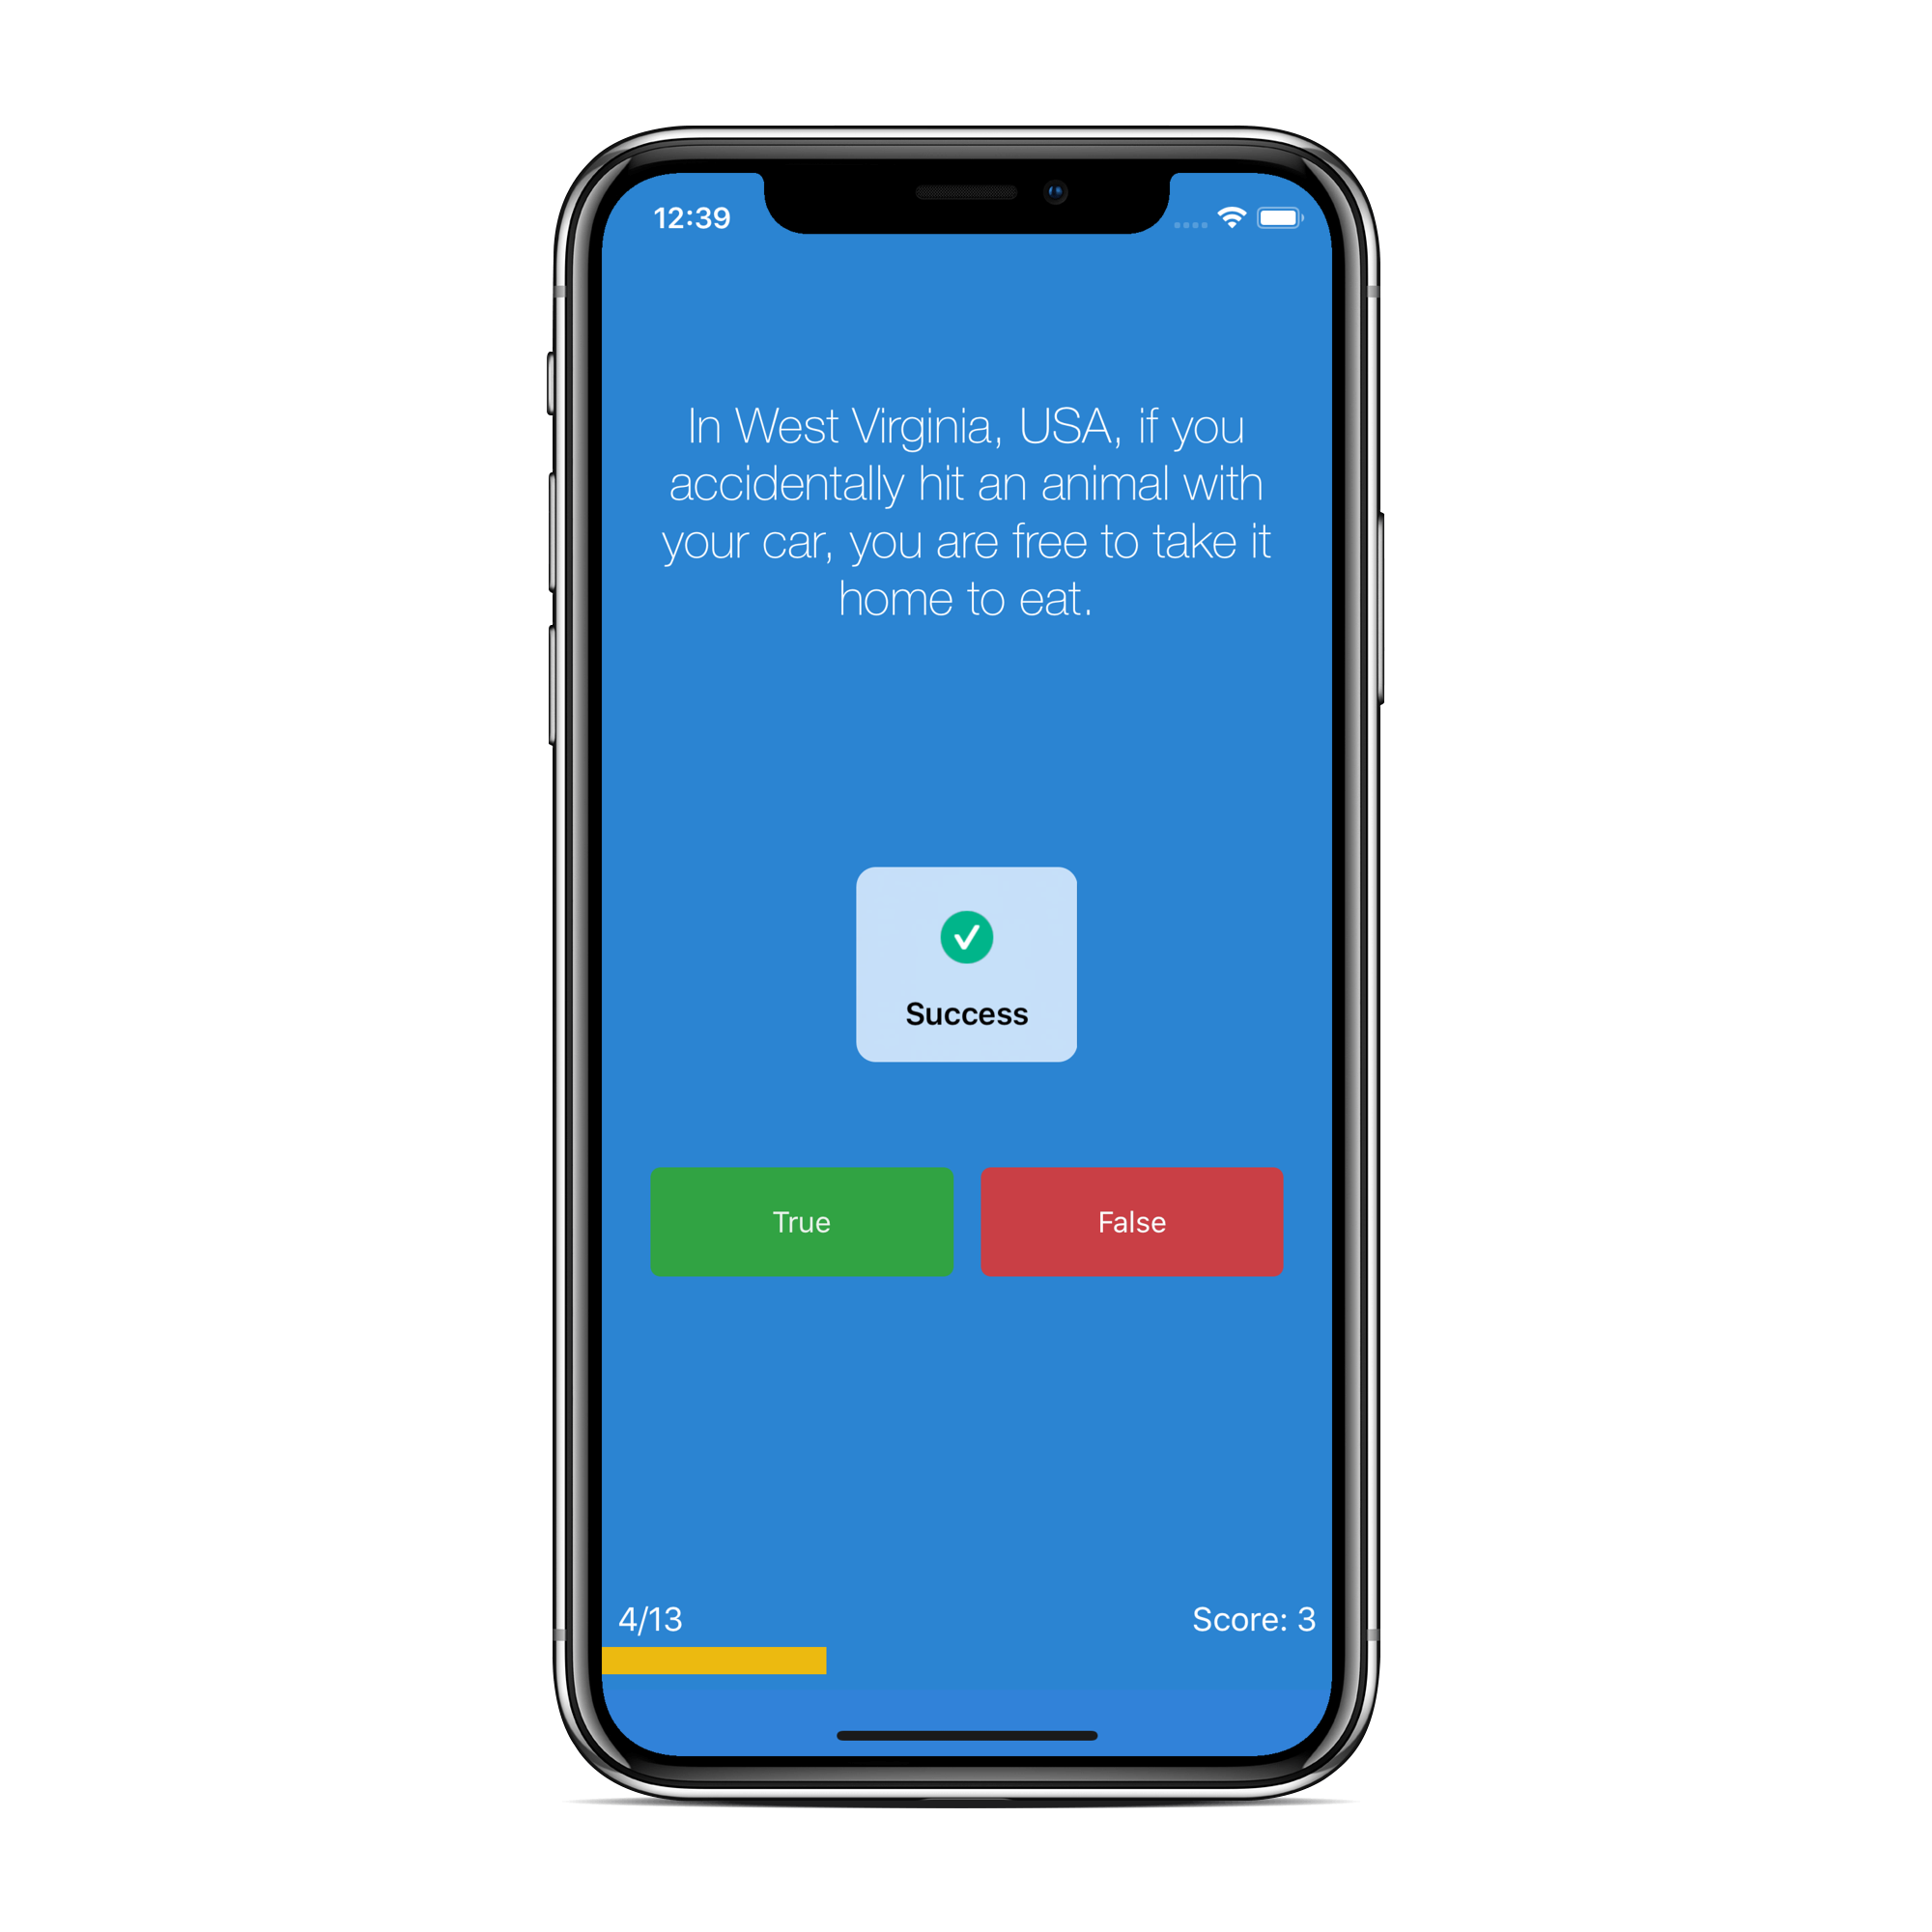 12:39
In West Virginia, USA, if you
accidentally hit an animal with
your car, you are free to take it
home to eat.
Success
True
False
4/13
Score: 3